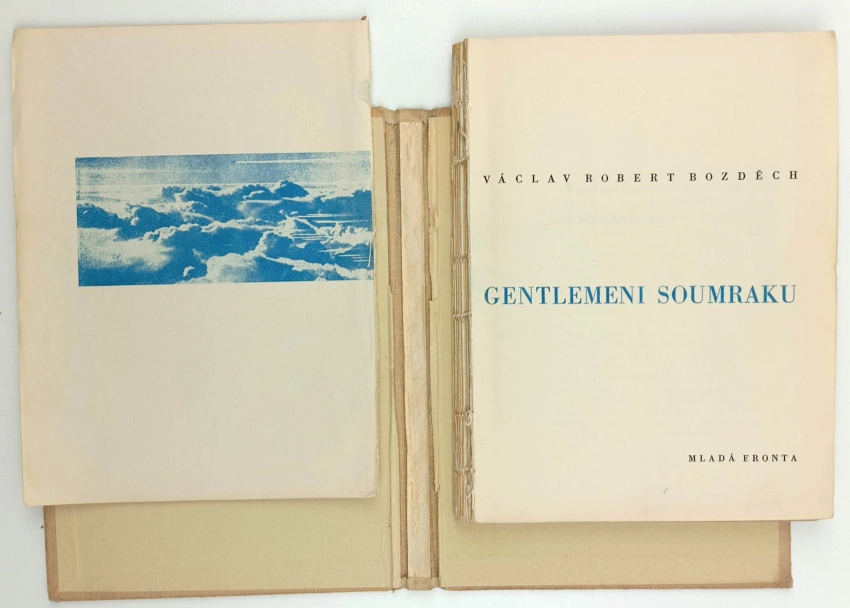 VÁCLAV ROBERT BOZDĚCH
GENTLEMENI SOUMRAKU
MLADÁ FRONTA